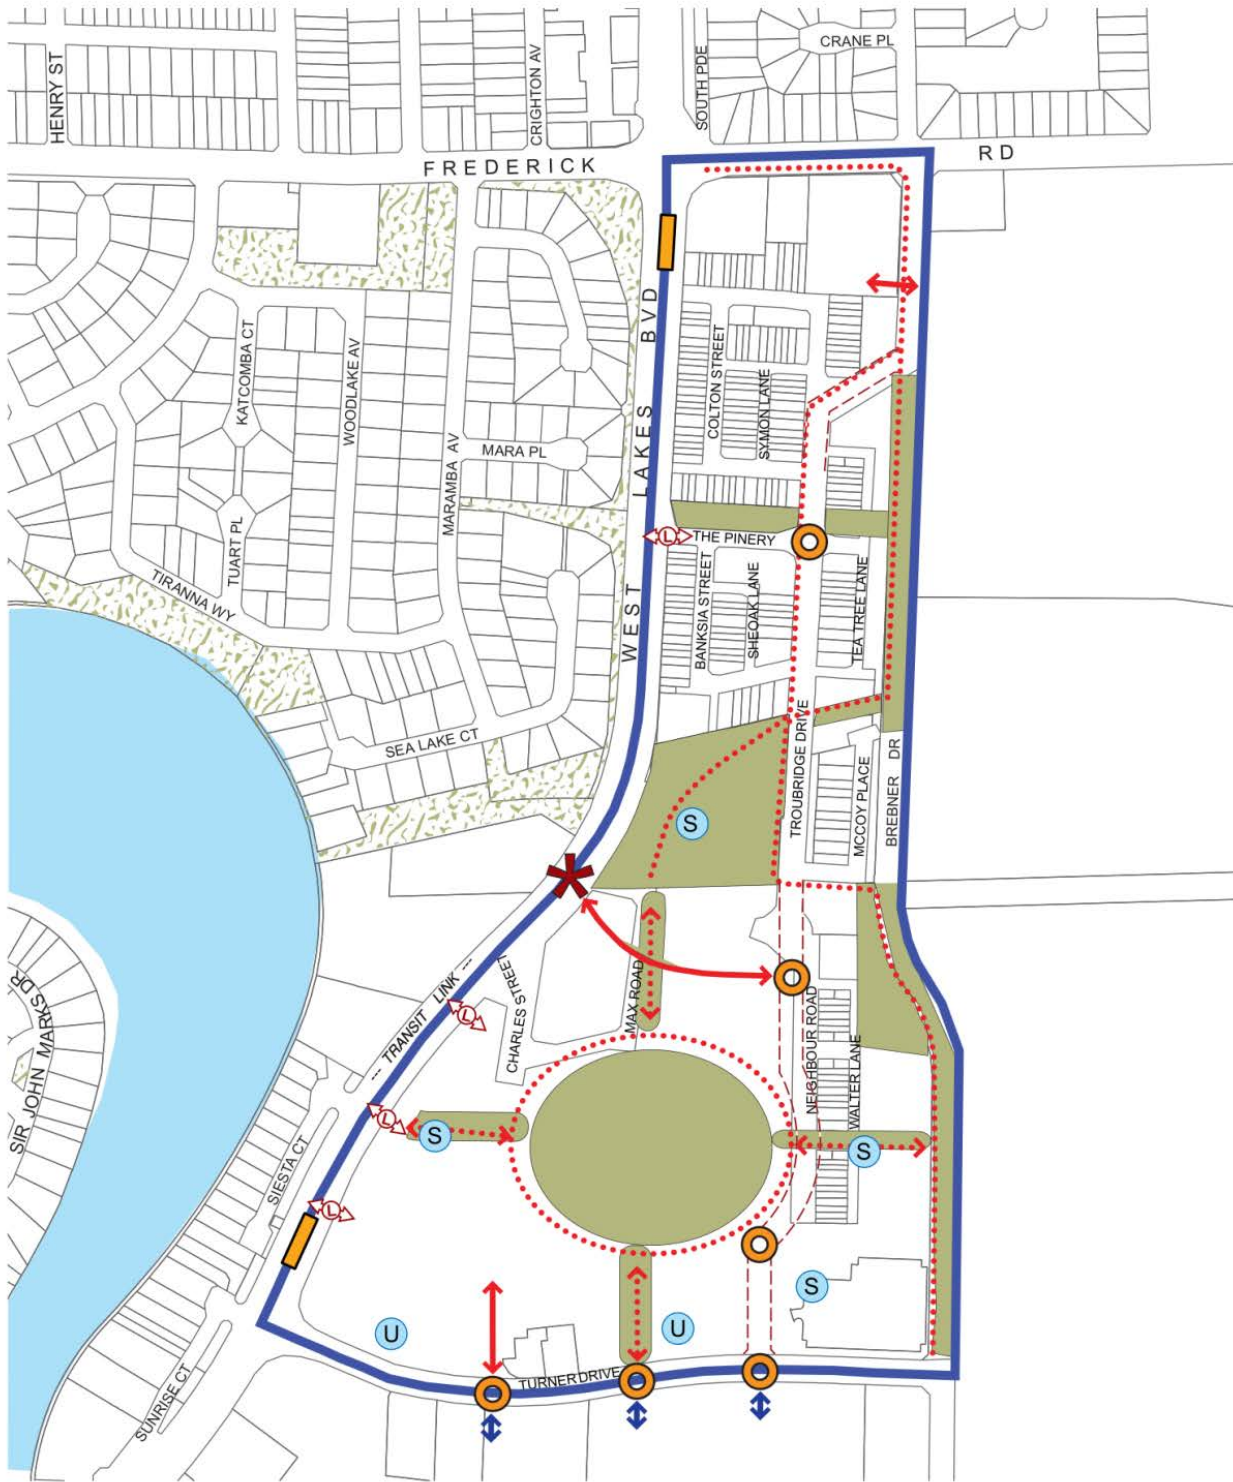 CRANE PL
HENRY ST
CRIGHTON AV
SOUTH PDE
FREDERICK RD
WEST LAKES BVD
KATCOMBA CT
WOODLAKE AV
COLTON STREET
SYMON LANE
MARA PL
MARAMBA AV
TUART PL
TIRANNA WY
L
THE PINERY
BANKSIA STREET
SHEOAK LANE
TEA TREE LANE
SEA LAKE CT
TROUBRIDGE DRIVE
MCCOY PLACE
BREBNER DR
S
SIR JOHN MARKS DR
--- TRANSIT LINK ---
L
CHARLES STREET
MAX ROAD
NEIGHBOUR ROAD
WALTER LANE
L
S
S
SIESTA CT
L
S
U
U
TURNER DRIVE
SUNRISE CT